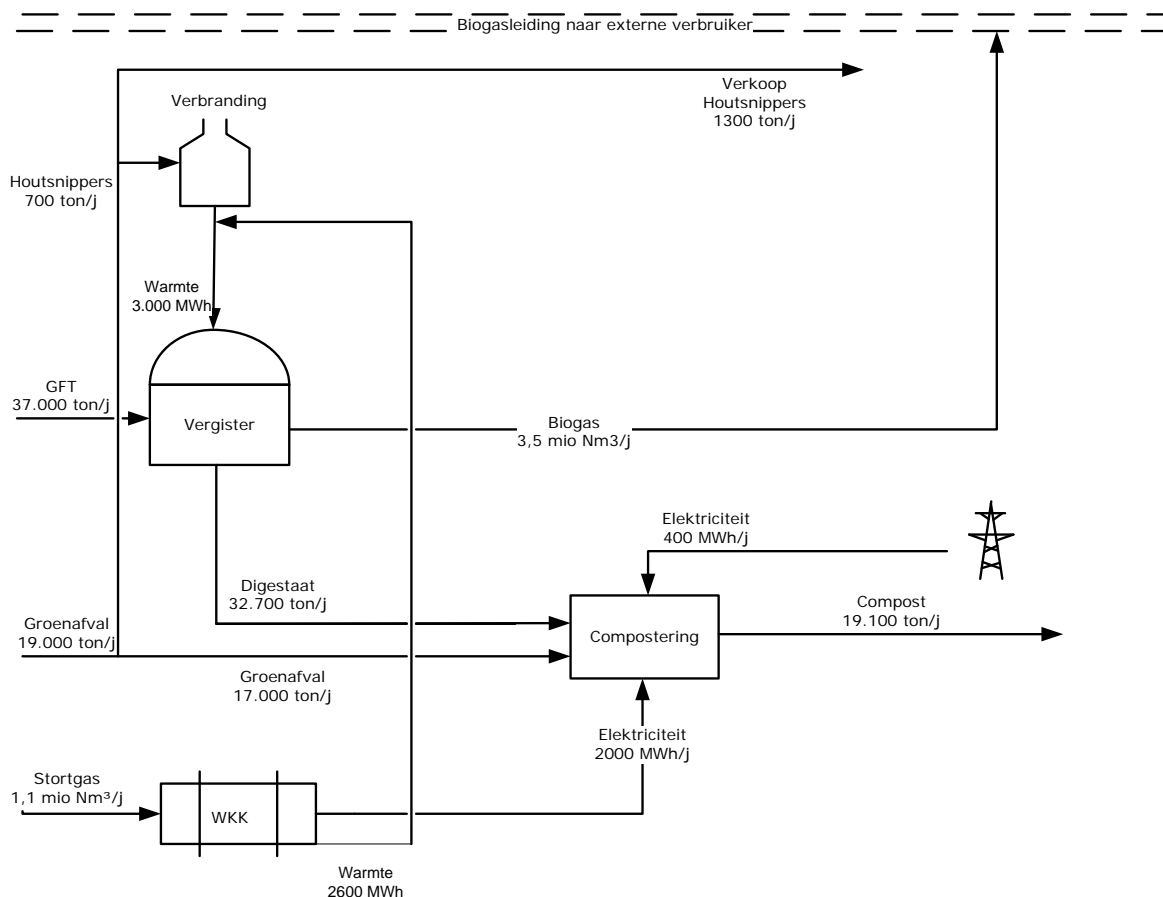 Biogasleiding naar externe verbruiker
Verkoop
Houtsnippers
1300 ton/j
Verbranding
Houtsnippers
700 ton/j
Warmte
3.000 MWh
GFT
37.000 ton/j
Vergister
Biogas
3,5 mio Nm3/j
Elektriciteit
400 MWh/j
Digestaat
32.700 ton/j
Compost
19.100 ton/j
Groenafval
19.000 ton/j
Compostering
Groenafval
17.000 ton/j
Elektriciteit
2000 MWh/j
Stortgas
1,1 mio Nm³/j
WKK
Warmte
2600 MWh